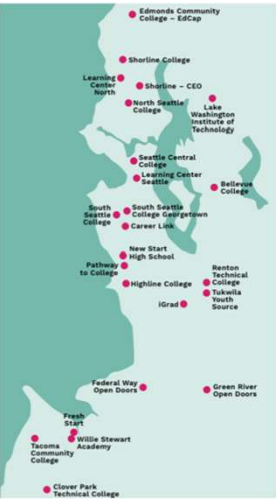 Edmonds Community
College – EdCap
Shorline College
Learning
Center
North
Shorline – CEO
North Seattle
College
Lake
Washington
Institute of
Technology
Seattle Central
College
Learning Center
Seattle
Bellevue
College
South
Seattle
College
South Seattle
College Georgetown
Career Link
New Start
High School
Pathway
to College
Renton
Technical
College
Highline College
Tukwila
Youth
Source
iGrad
Federal Way
Open Doors
Green River
Open Doors
Fresh
Start
Willie Stewart
Academy
Tacoma
Community
College
Clover Park
Technical College